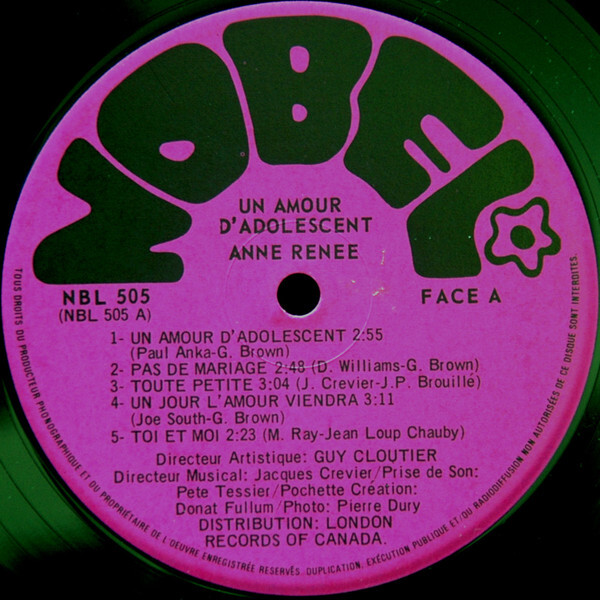 NOBEL
UN AMOUR
D'ADOLESCENT
ANNE RENEE
NBL 505
(NBL 505 A)
FACE A
1- UN AMOUR D'ADOLESCENT 2:55
(Paul Anka-G. Brown)
2- PAS DE MARIAGE 2:48 (D. Williams-G. Brown)
3- TOUTE PETITE 3:04 (J. Crevier-J.P. Brouillé)
4- UN JOUR L'AMOUR VIENDRA 3:11
(Joe South-G. Brown)
5- TOI ET MOI 2:23 (M. Ray-Jean Loup Chauby)
Directeur Artistique: GUY CLOUTIER
Directeur Musical: Jacques Crevier/Prise de Son:
Pete Tessier/Pochette Création:
Donat Fullum/Photo: Pierre Dury
DISTRIBUTION: LONDON
RECORDS OF CANADA.
TOUS DROITS DU PRODUCTEUR PHONOGRAPHIQUE ET DU PROPRIÉTAIRE DE L'OEUVRE ENREGISTRÉE RESERVÉS. DUPLICATION, EXÉCUTION PUBLIQUE ET/OU RADIODIFFUSION NON AUTORISÉES DE CE DISQUE SONT INTERDITES.